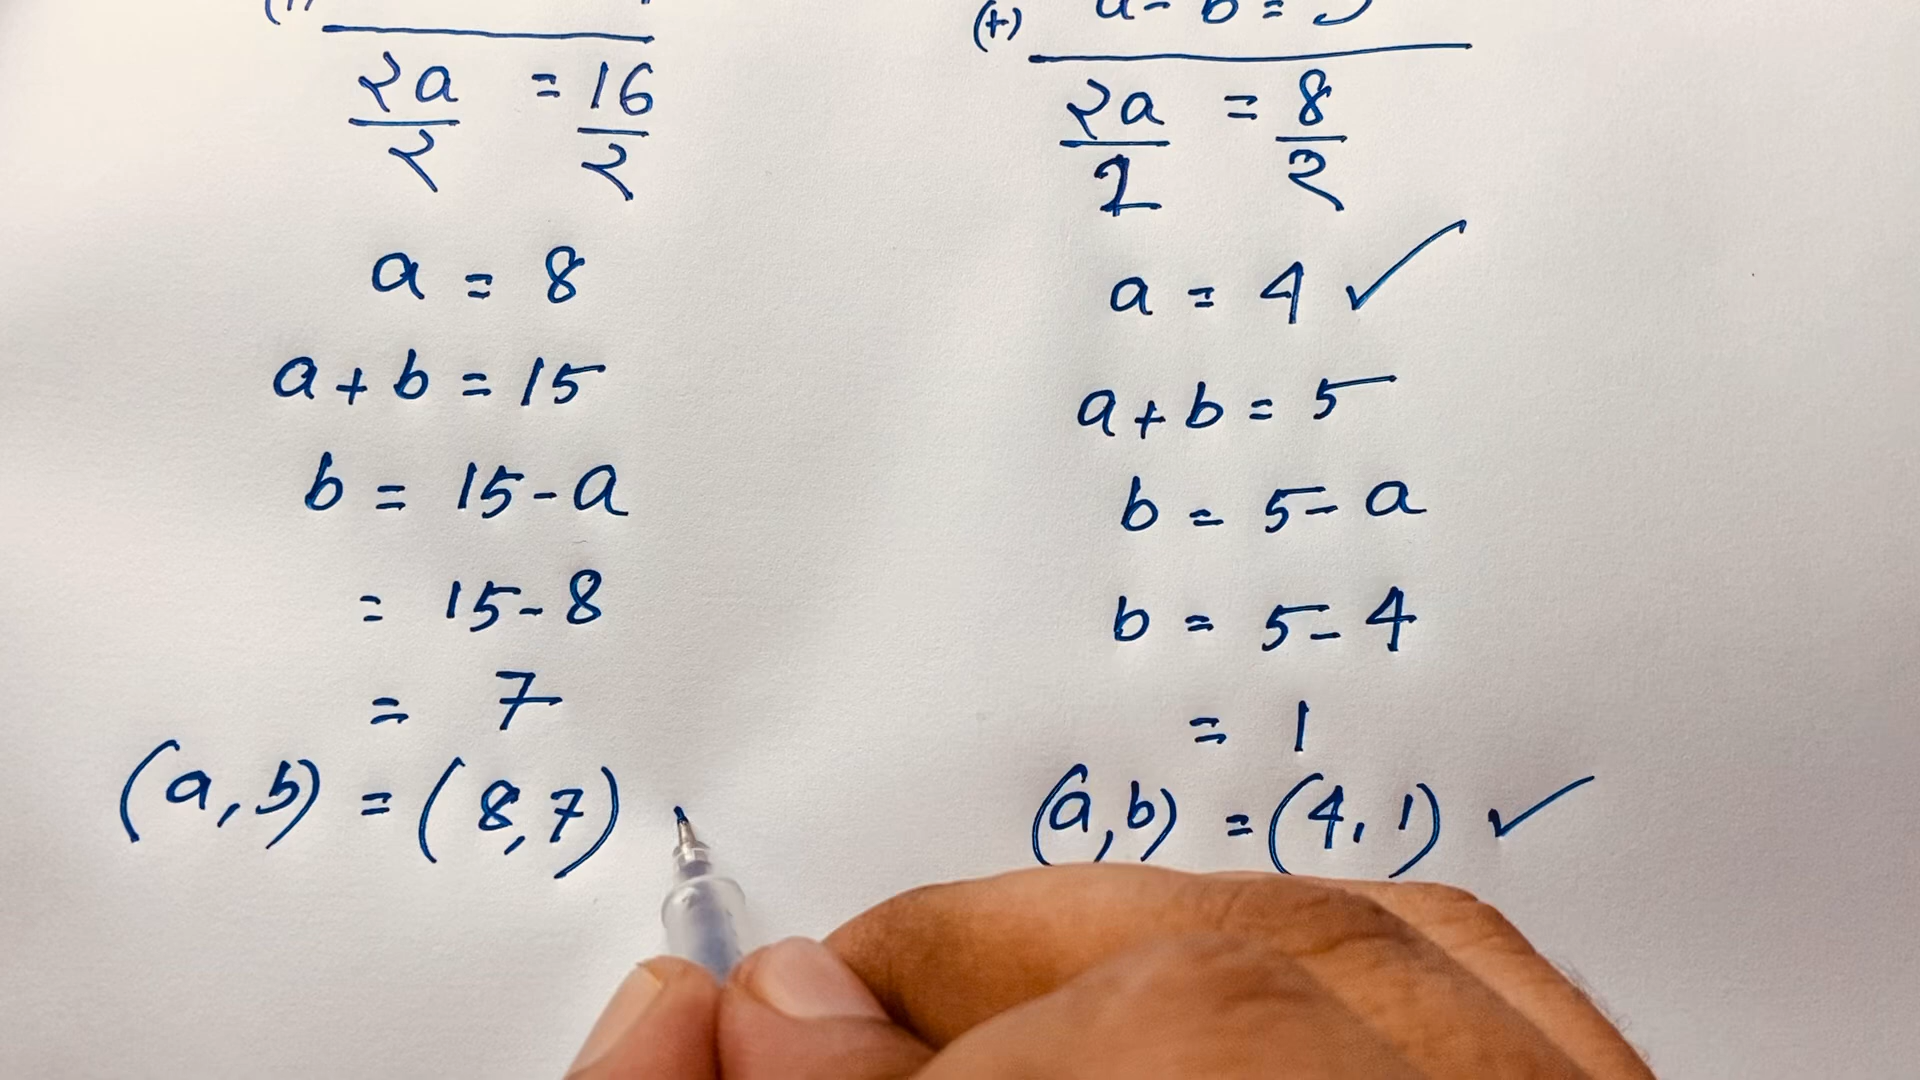 2a = 16
2 2
a = 8
a + b = 15
b = 15 - a
= 15 - 8
= 7
(a, b) = (8, 7)
(+) a - b = 3
2a = 8
2 2
a = 4 ✓
a + b = 5
b = 5 - a
b = 5 - 4
= 1
(a, b) = (4, 1) ✓